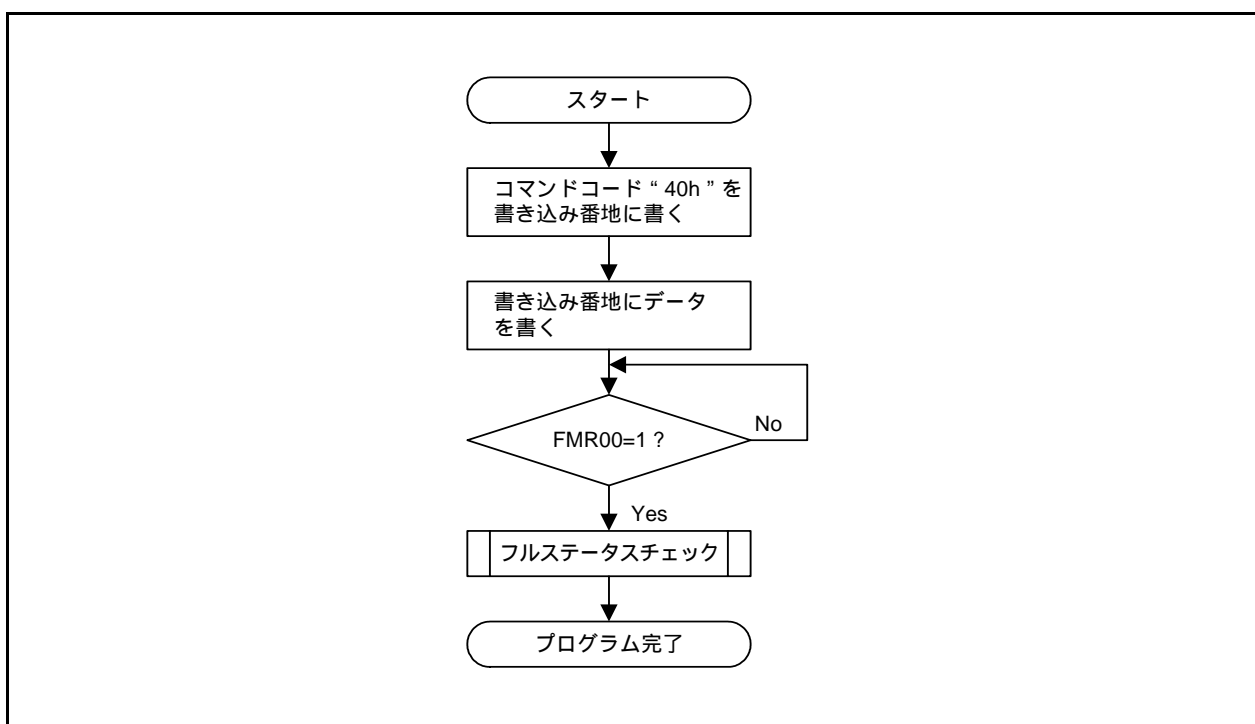 スタート
コマンドコード“40h”を
書き込み番地に書く
書き込み番地にデータ
を書く
FMR00=1 ?
No
Yes
フルステータスチェック
プログラム完了